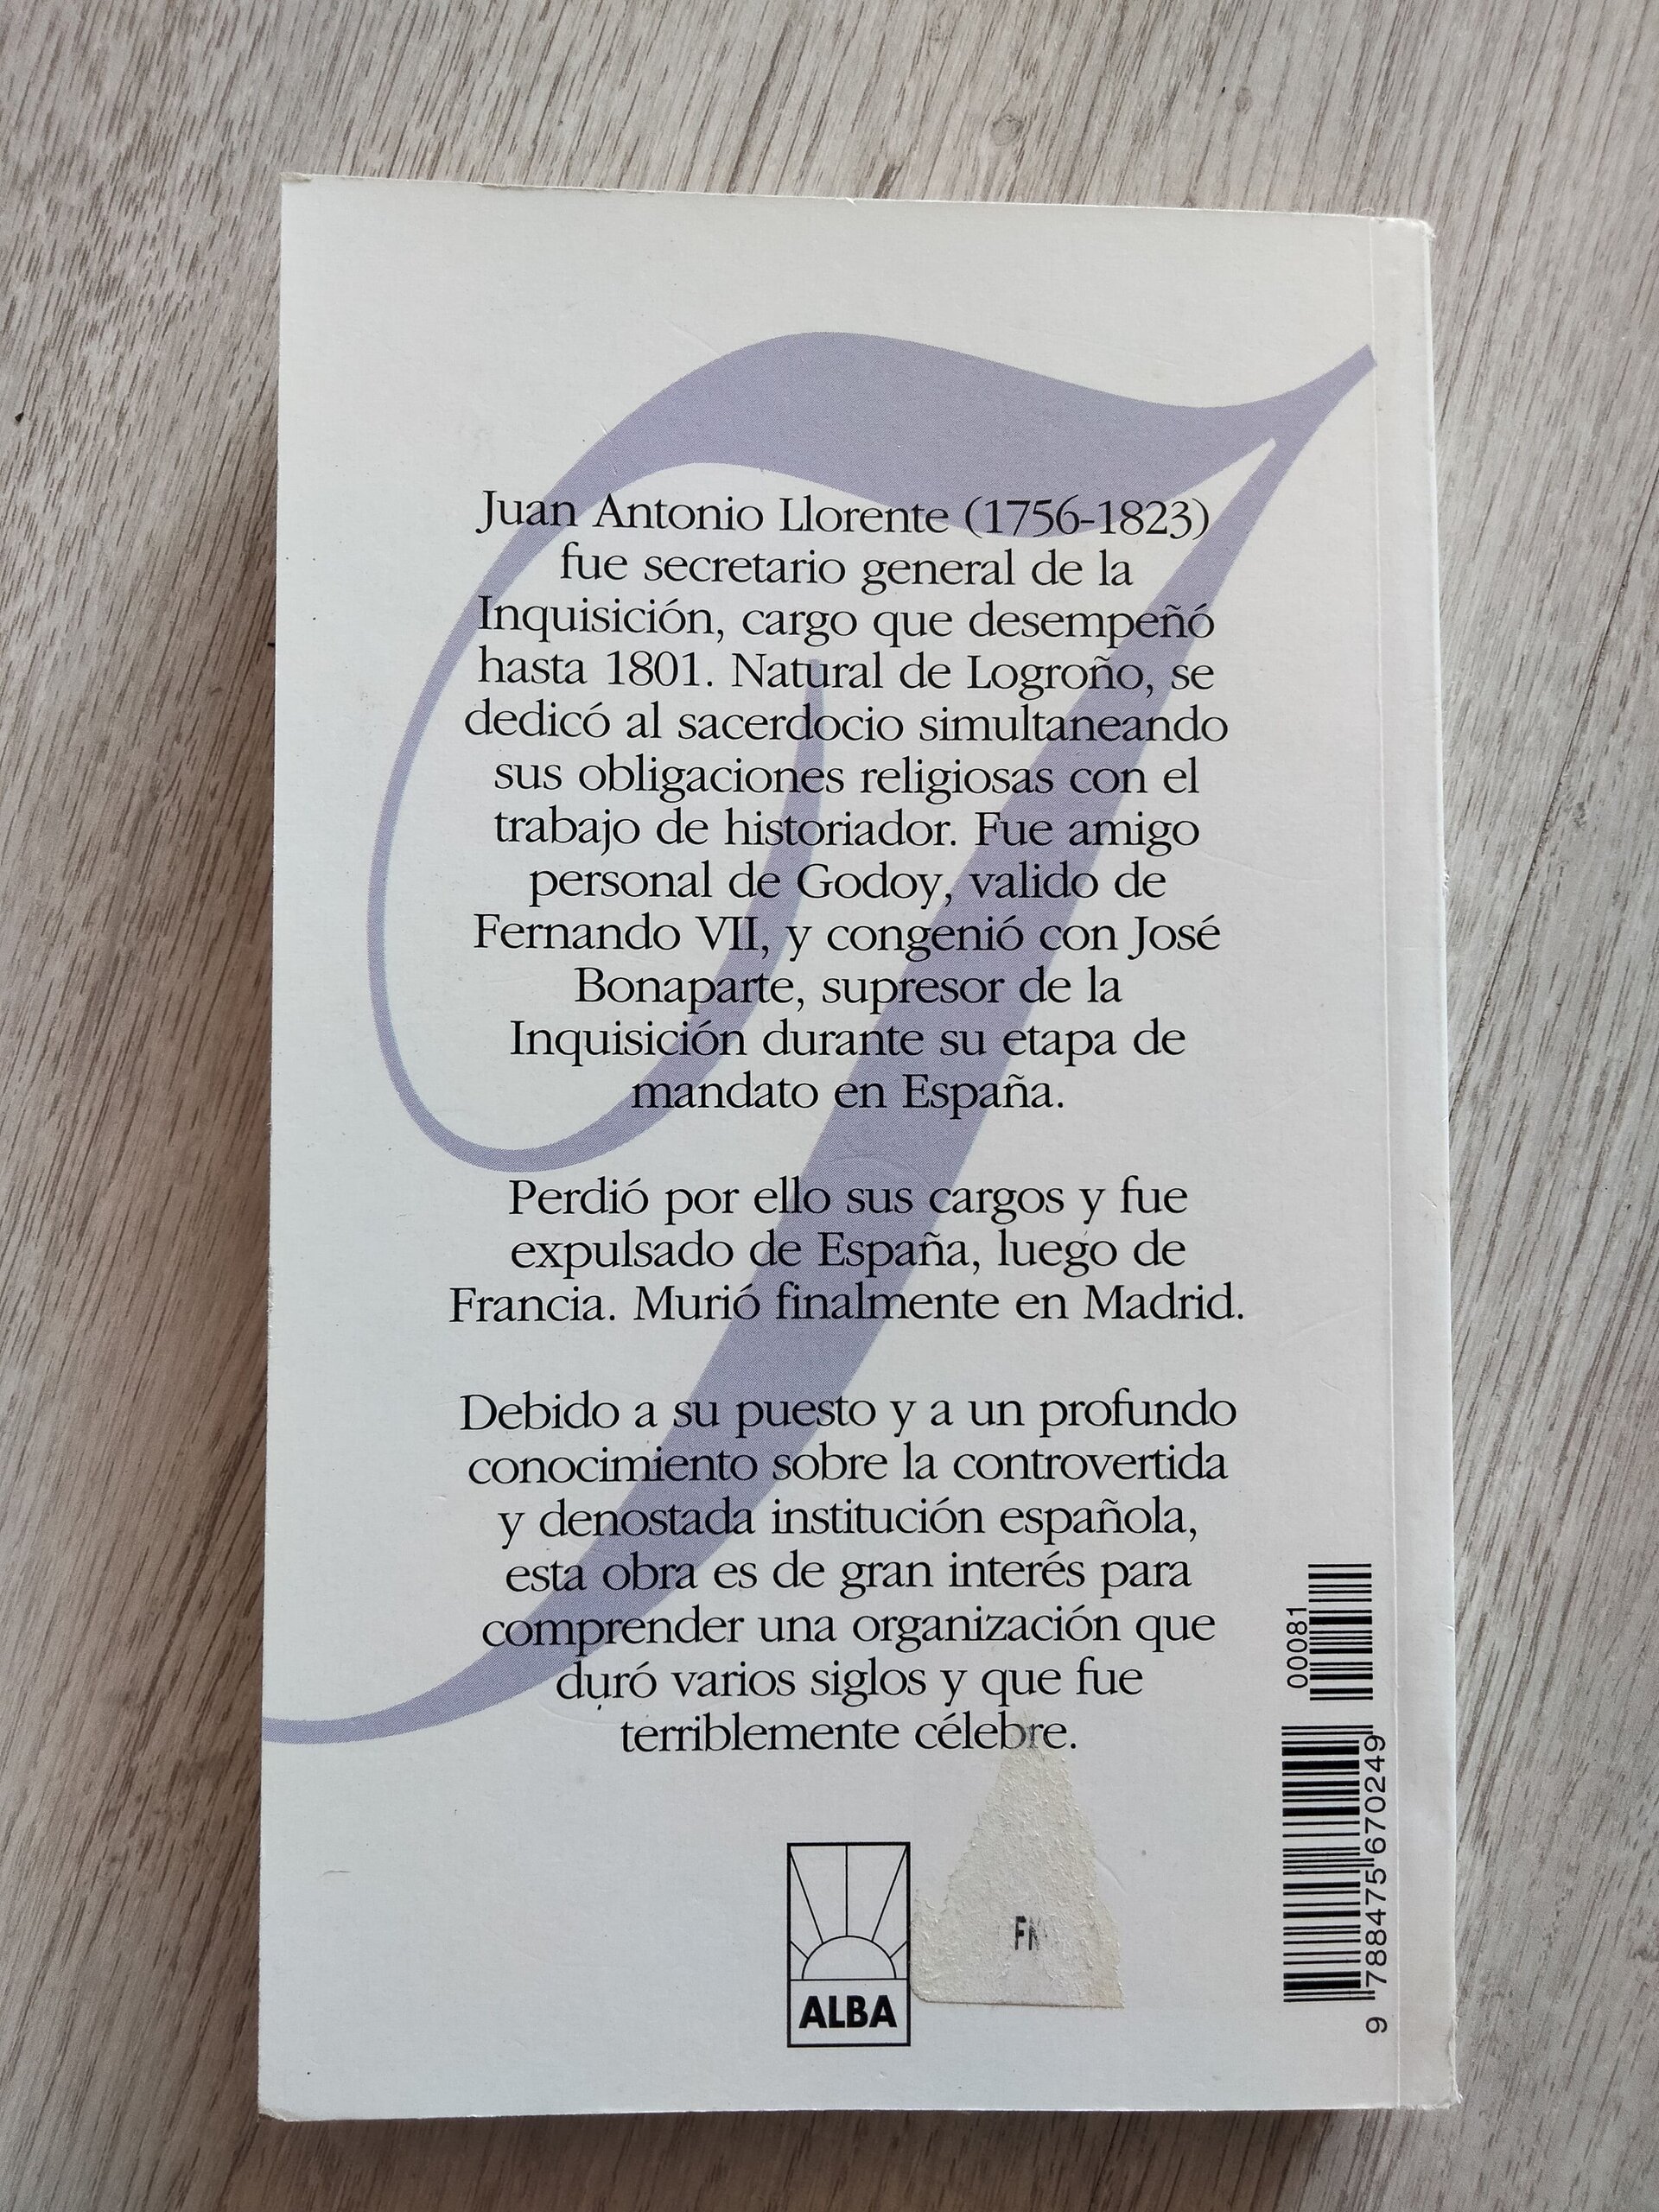 Juan Antonio Llorente (1756-1823)
fue secretario general de la
Inquisición, cargo que desempeñó
hasta 1801. Natural de Logroño, se
dedicó al sacerdocio simultaneando
sus obligaciones religiosas con el
trabajo de historiador. Fue amigo
personal de Godoy, valido de
Fernando VII, y congenió con José
Bonaparte, supresor de la
Inquisición durante su etapa de
mandato en España.
Perdió por ello sus cargos y fue
expulsado de España, luego de
Francia. Murió finalmente en Madrid.
Debido a su puesto y a un profundo
conocimiento sobre la controvertida
y denostada institución española,
esta obra es de gran interés para
comprender una organización que
duró varios siglos y que fue
terriblemente célebre.
ALBA
00081
9 788475 670249